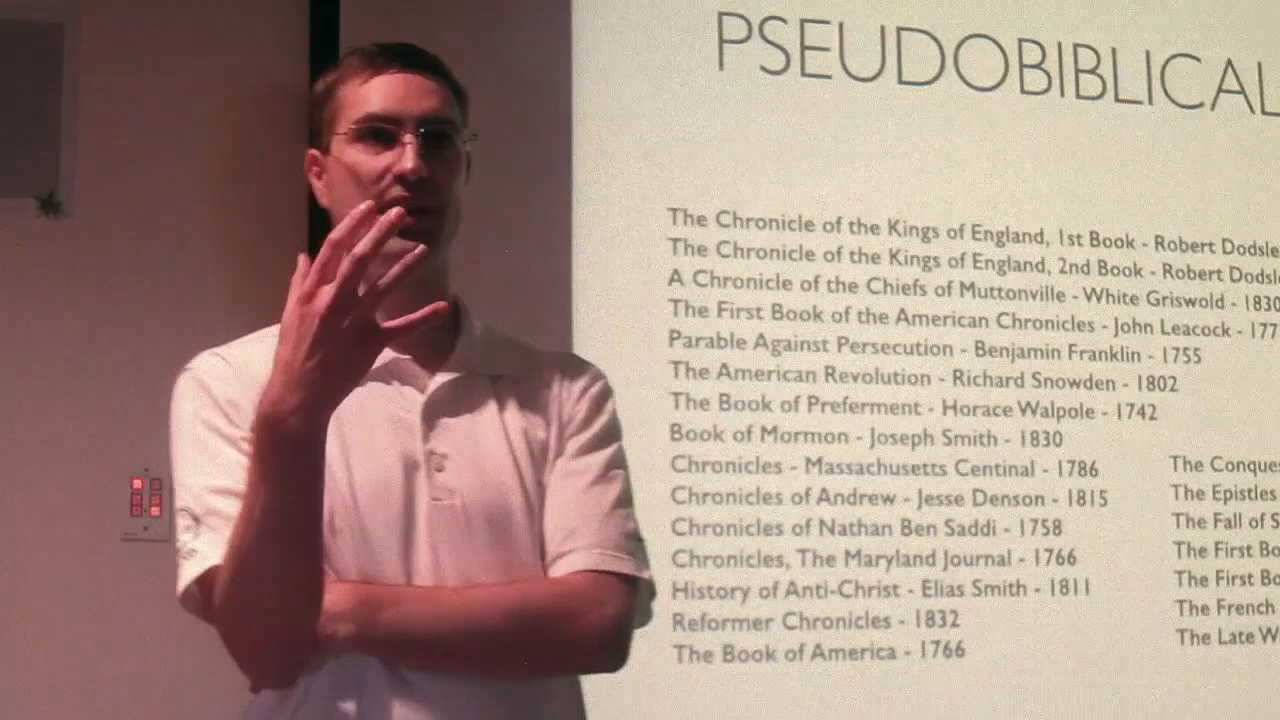 PSEUDOBIBLICAL
The Chronicle of the Kings of England, 1st Book - Robert Dodsle
The Chronicle of the Kings of England, 2nd Book - Robert Dodsl
A Chronicle of the Chiefs of Muttonville - White Griswold - 1830
The First Book of the American Chronicles - John Leacock - 177
Parable Against Persecution - Benjamin Franklin - 1755
The American Revolution - Richard Snowden - 1802
The Book of Preferment - Horace Walpole - 1742
Book of Mormon - Joseph Smith - 1830
Chronicles - Massachusetts Centinal - 1786
Chronicles of Andrew - Jesse Denson - 1815
Chronicles of Nathan Ben Saddi - 1758
Chronicles, The Maryland Journal - 1766
History of Anti-Christ - Elias Smith - 1811
Reformer Chronicles - 1832
The Book of America - 1766
The Conques
The Epistles
The Fall of S
The First Bo
The First Bo
The French
The Late W